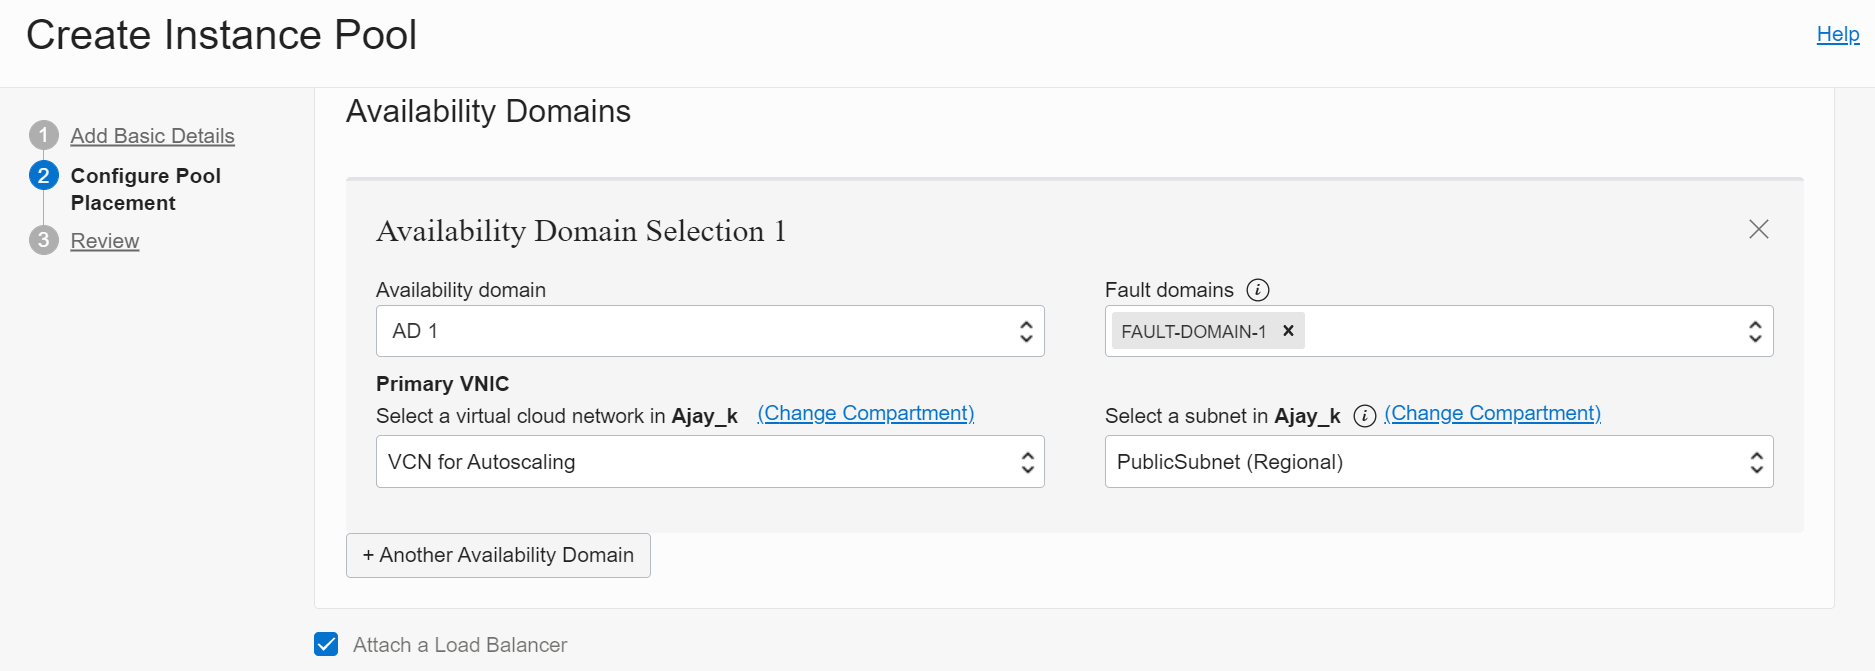 Create Instance Pool
Help
1 Add Basic Details
2 Configure Pool
Placement
3 Review
Availability Domains
Availability Domain Selection 1
Availability domain
AD 1
Fault domains i
FAULT-DOMAIN-1 ×
Primary VNIC
Select a virtual cloud network in Ajay_k (Change Compartment)
VCN for Autoscaling
Select a subnet in Ajay_k i (Change Compartment)
PublicSubnet (Regional)
+ Another Availability Domain
Attach a Load Balancer